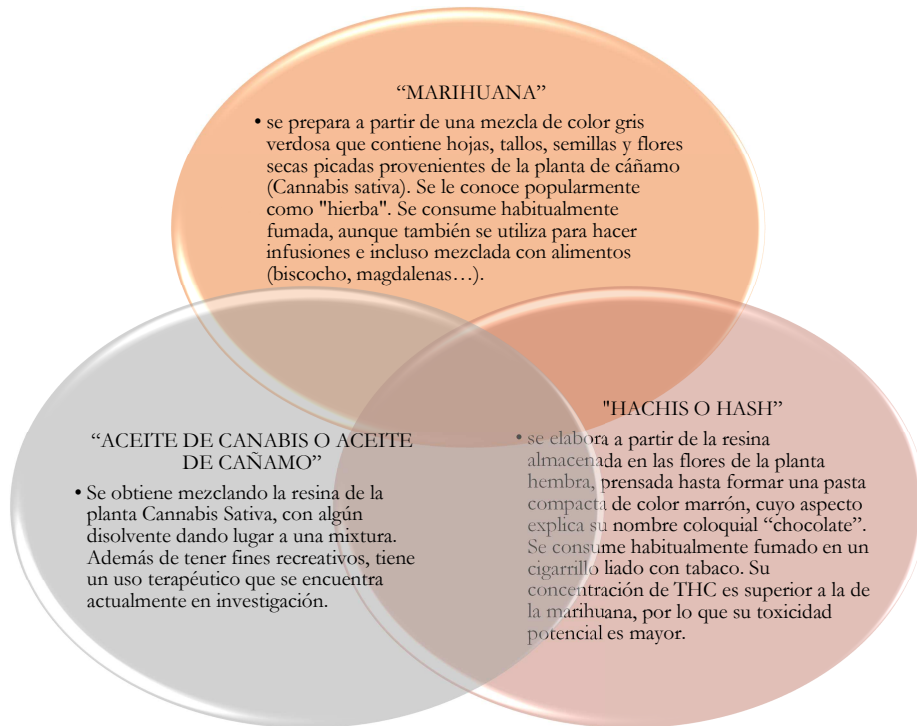 “MARIHUANA”
• se prepara a partir de una mezcla de color gris
verdosa que contiene hojas, tallos, semillas y flores
secas picadas provenientes de la planta de cáñamo
(Cannabis sativa). Se le conoce popularmente
como "hierba". Se consume habitualmente
fumada, aunque también se utiliza para hacer
infusiones e incluso mezclada con alimentos
(biscocho, magdalenas…).
“ACEITE DE CANABIS O ACEITE
DE CAÑAMO”
• Se obtiene mezclando la resina de la
planta Cannabis Sativa, con algún
disolvente dando lugar a una mixtura.
Además de tener fines recreativos, tiene
un uso terapéutico que se encuentra
actualmente en investigación.
"HACHIS O HASH”
• se elabora a partir de la resina
almacenada en las flores de la planta
hembra, prensada hasta formar una pasta
compacta de color marrón, cuyo aspecto
explica su nombre coloquial “chocolate”.
Se consume habitualmente fumado en un
cigarrillo liado con tabaco. Su
concentración de THC es superior a la de
la marihuana, por lo que su toxicidad
potencial es mayor.